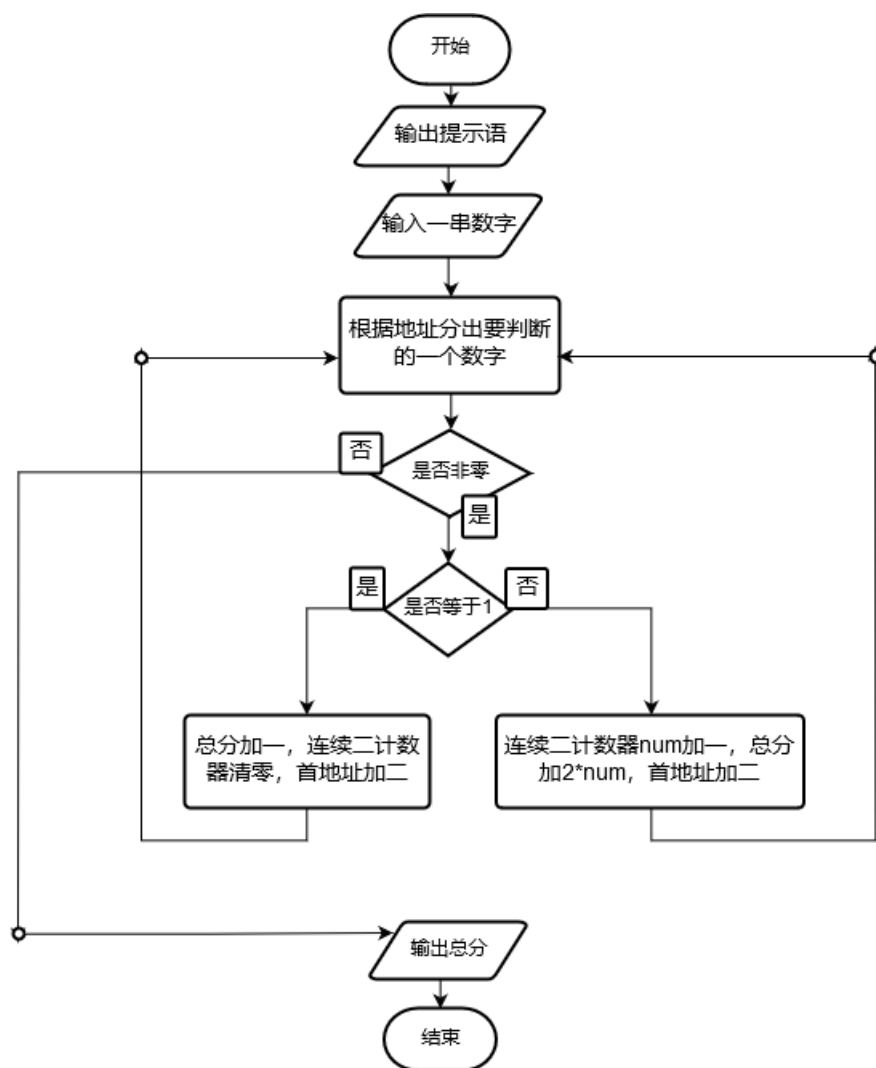 开始
输出提示语
输入一串数字
根据地址分出要判断
的一个数字
否
是否非零
是
是
是否等于1
否
总分加一，连续二计数
器清零，首地址加二
连续二计数器num加一，总分
加2*num，首地址加二
输出总分
结束